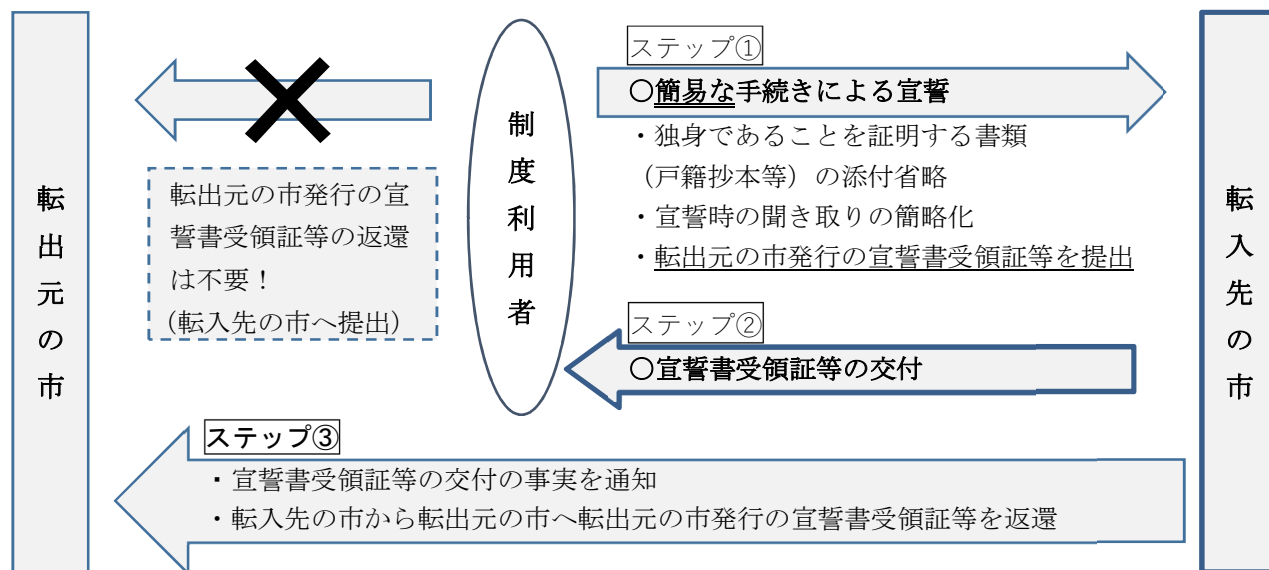 転出元の市
転出元の市発行の宣
誓書受領証等の返還
は不要！
（転入先の市へ提出）
制度利用者
ステップ①
〇簡易な手続きによる宣誓
・独身であることを証明する書類
（戸籍抄本等）の添付省略
・宣誓時の聞き取りの簡略化
・転出元の市発行の宣誓書受領証等を提出
ステップ②
〇宣誓書受領証等の交付
ステップ③
・宣誓書受領証等の交付の事実を通知
・転入先の市から転出元の市へ転出元の市発行の宣誓書受領証等を返還
転入先の市